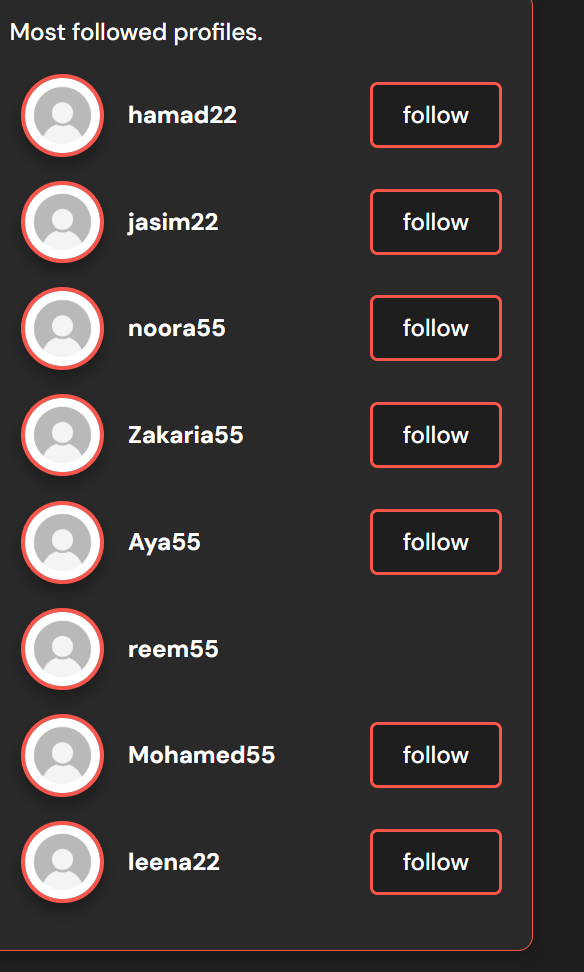 Most followed profiles.
hamad22 follow
jasim22 follow
noora55 follow
Zakaria55 follow
Aya55 follow
reem55
Mohamed55 follow
leena22 follow